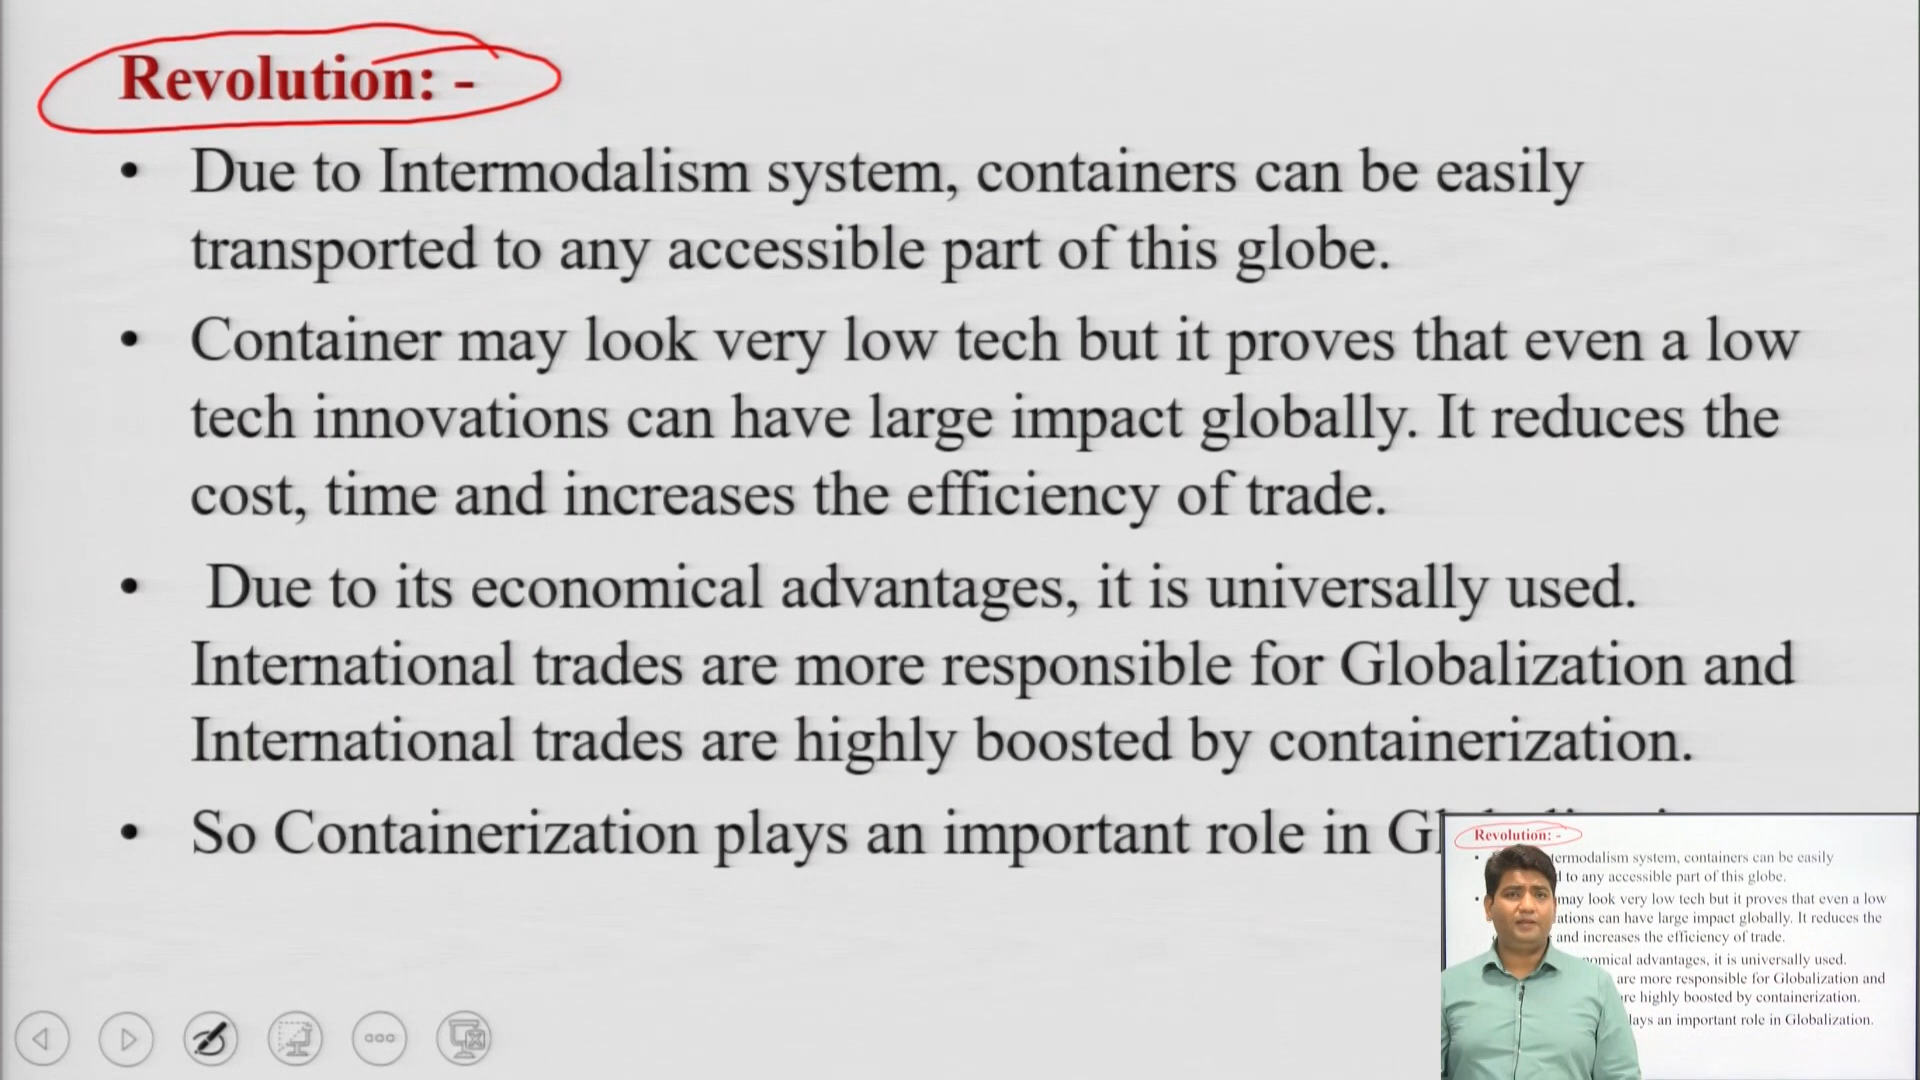 Revolution: -
• Due to Intermodalism system, containers can be easily
transported to any accessible part of this globe.
• Container may look very low tech but it proves that even a low
tech innovations can have large impact globally. It reduces the
cost, time and increases the efficiency of trade.
• Due to its economical advantages, it is universally used.
International trades are more responsible for Globalization and
International trades are highly boosted by containerization.
• So Containerization plays an important role in
Revolution: -
system, containers can be easily
to any accessible part of this globe.
may look very low tech but it proves that even a low
can have large impact globally. It reduces the
and increases the efficiency of trade.
advantages, it is universally used.
are more responsible for Globalization and
highly boosted by containerization.
an important role in Globalization.